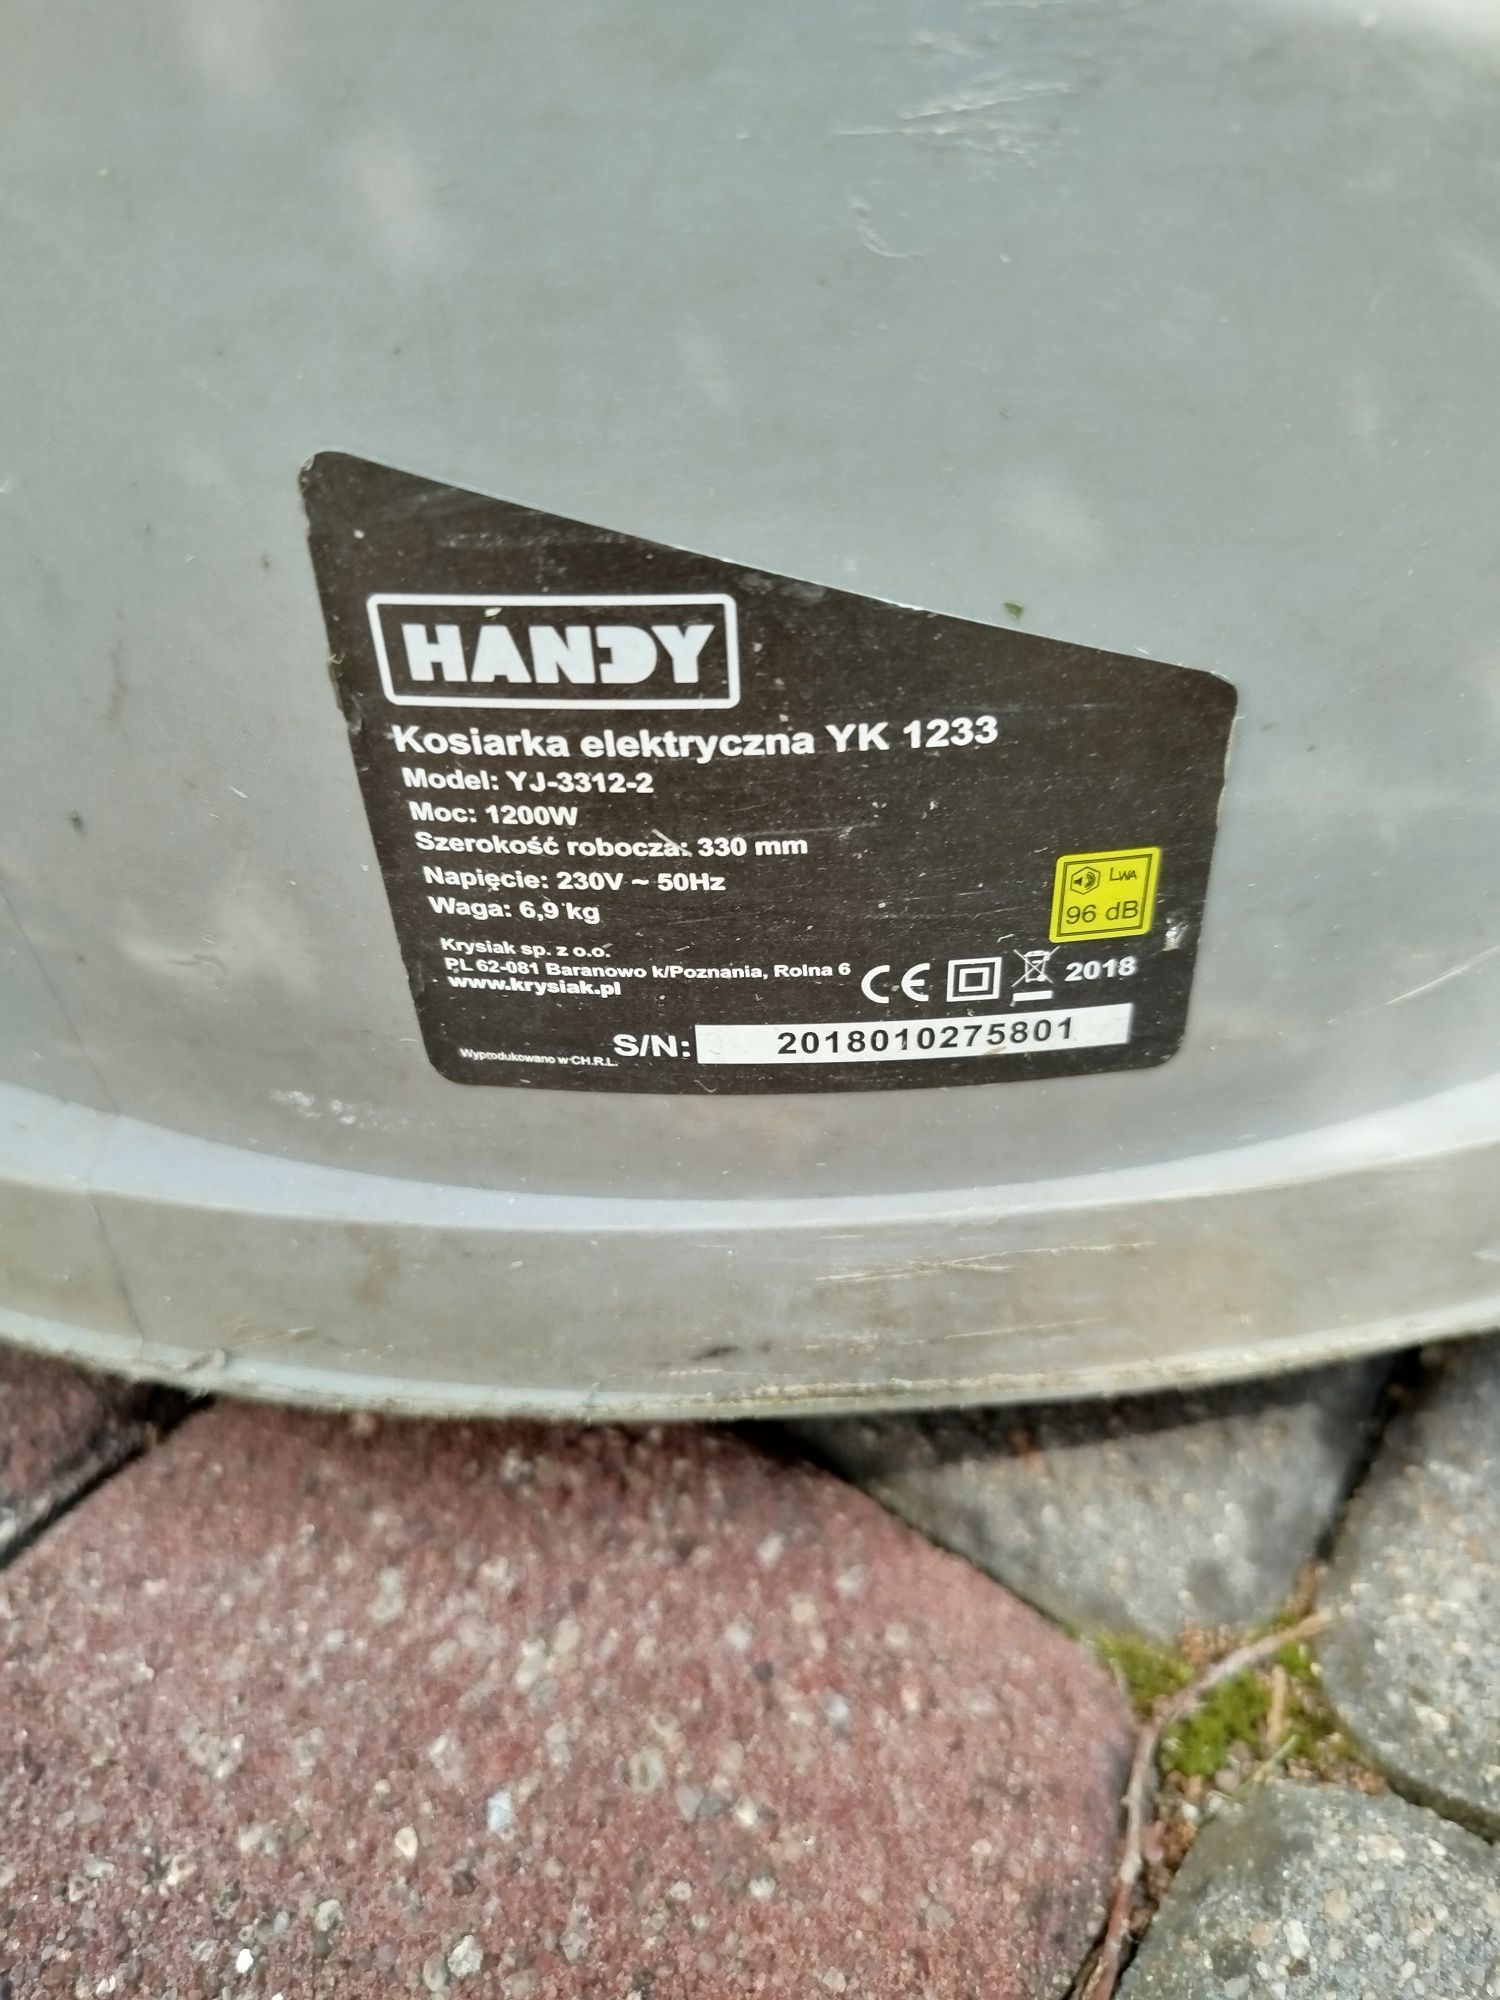 HANDY
Kosiarka elektryczna YK 1233
Model: YJ-3312-2
Moc: 1200W
Szerokość robocza: 330 mm
Napięcie: 230V ~ 50Hz
Waga: 6,9 kg
LWA
96 dB
Krysiak sp. z o.o.
PL 62-081 Baranowo k/Poznania, Rolna 6
www.krysiak.pl
CE 2018
S/N: 2018010275801
Wyprodukowano w CH.R.L.